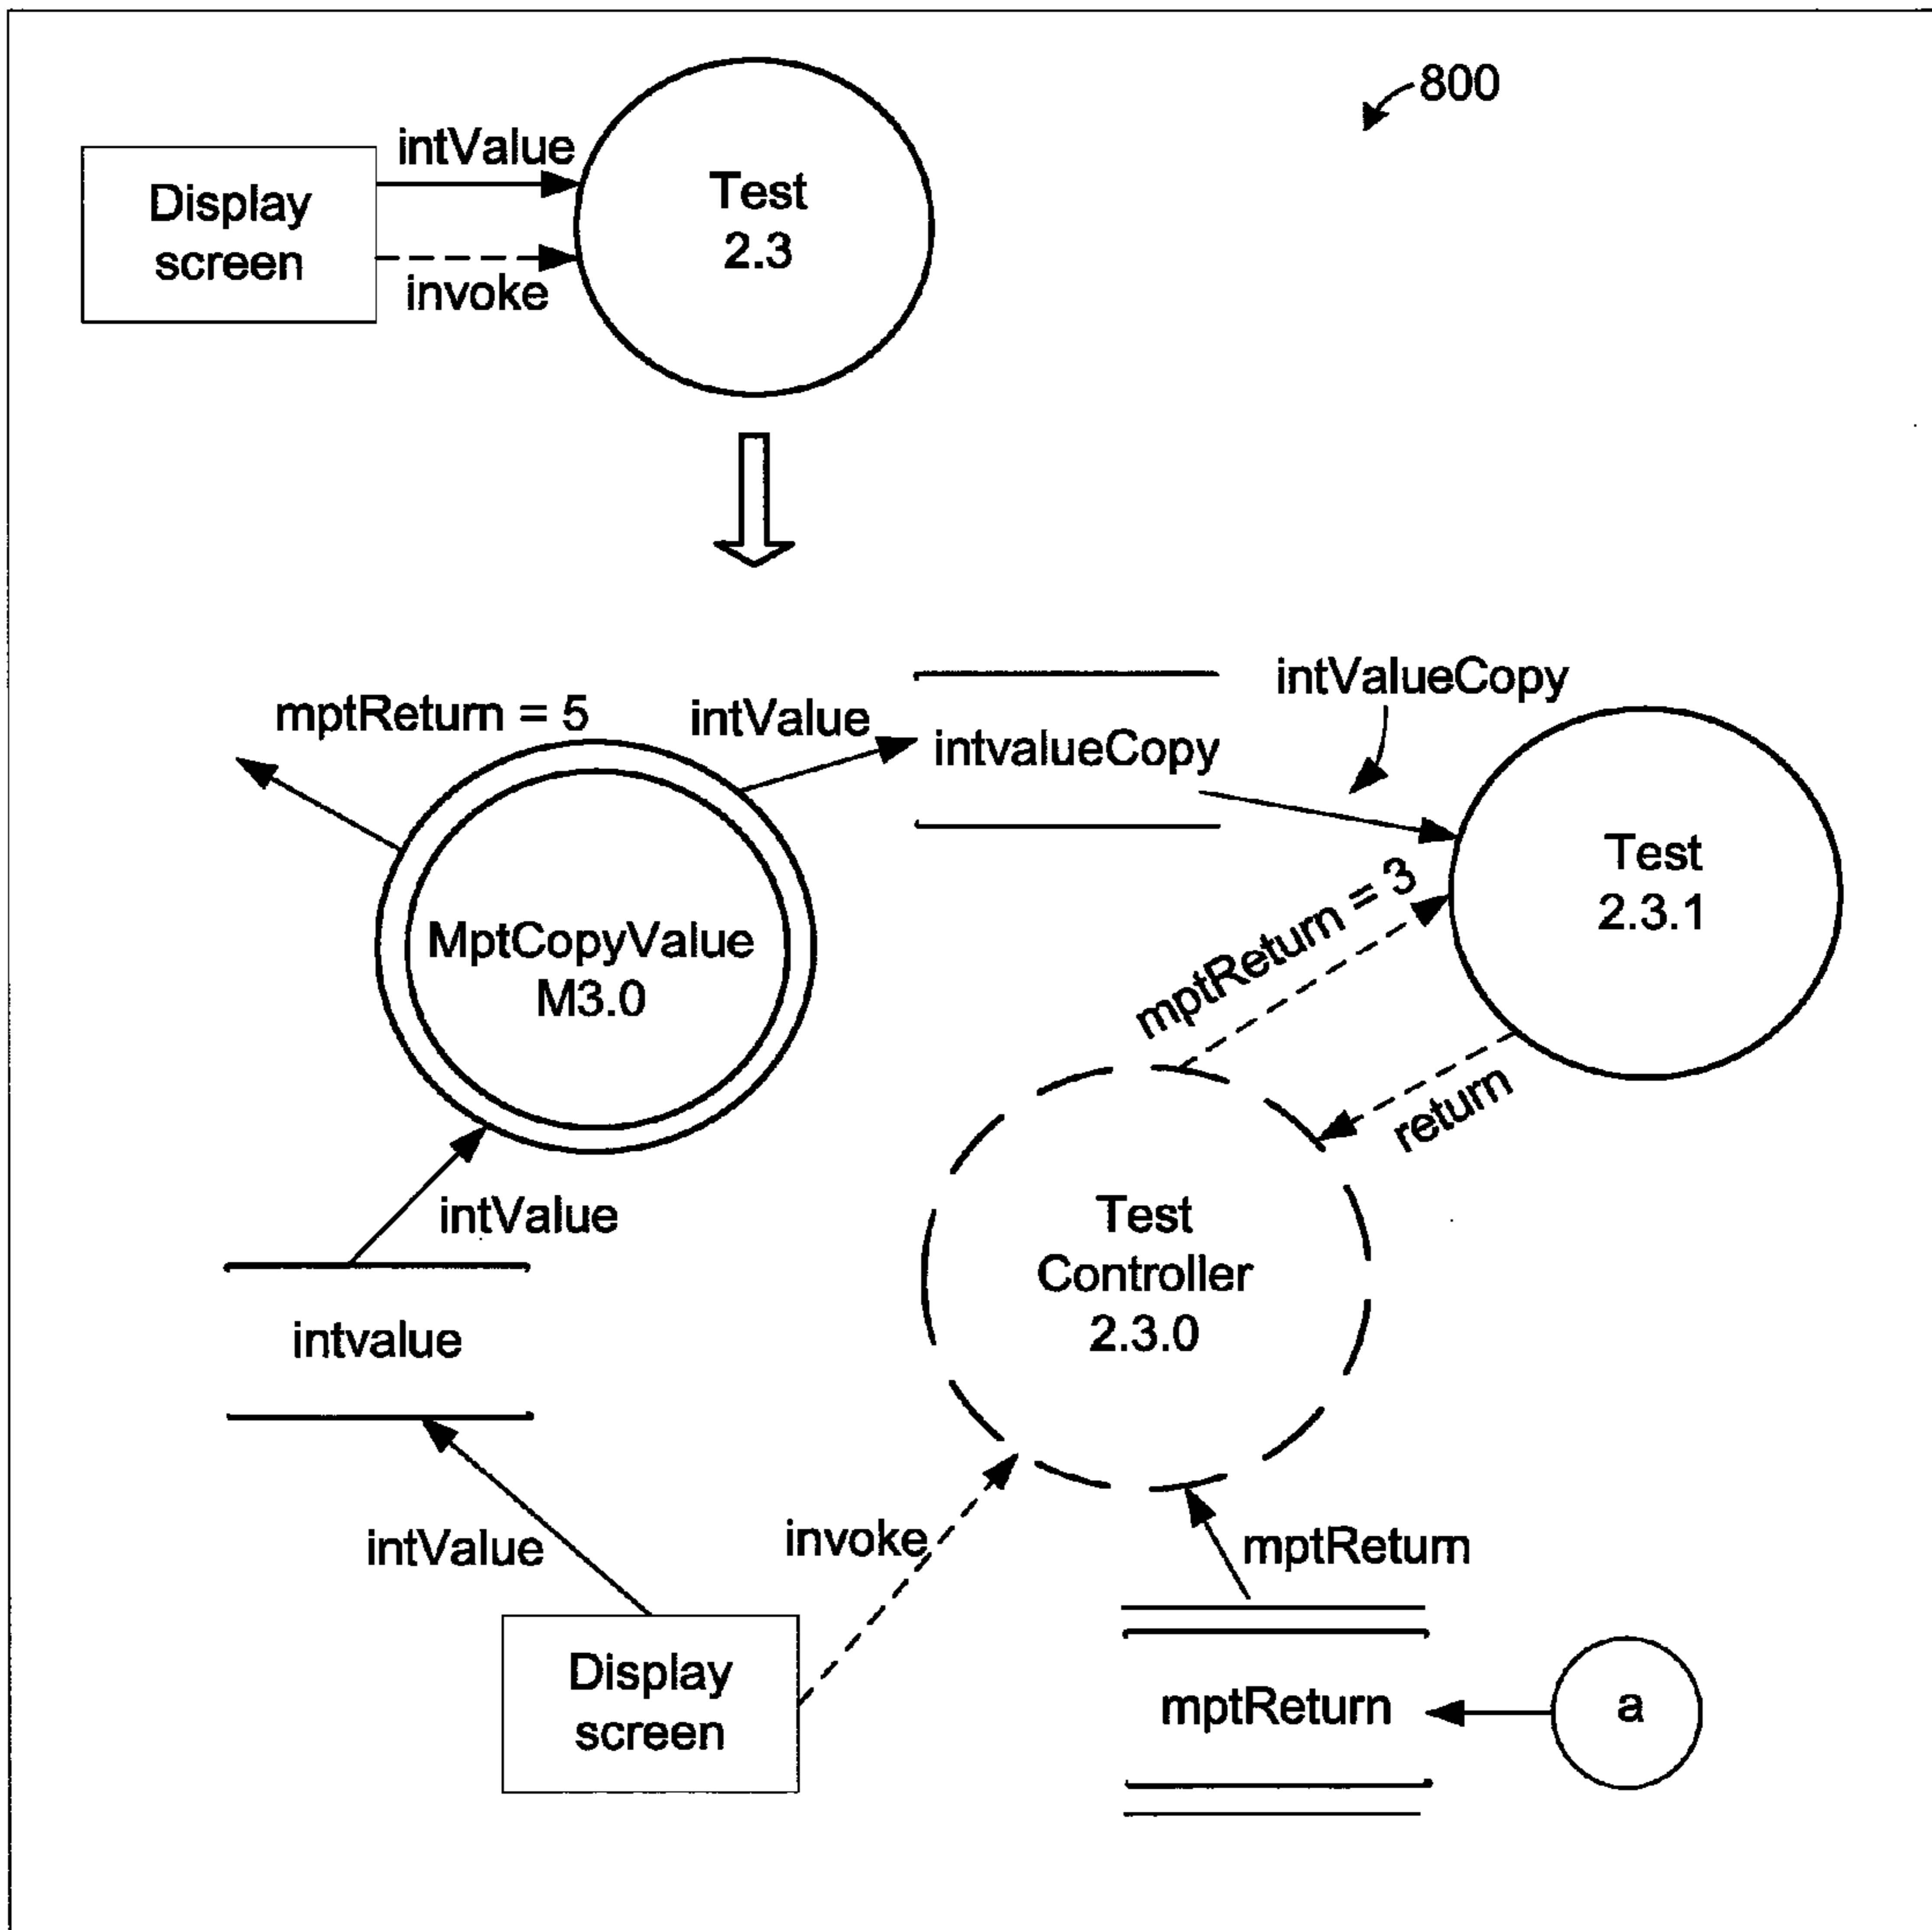 800
intValue
Display
screen
invoke
Test
2.3
mptReturn = 5
intValue
intvalueCopy
intValueCopy
Test
2.3.1
MptCopyValue
M3.0
mptReturn = 3
return
intValue
Test
Controller
2.3.0
intvalue
intValue
invoke
mptReturn
Display
screen
mptReturn
a